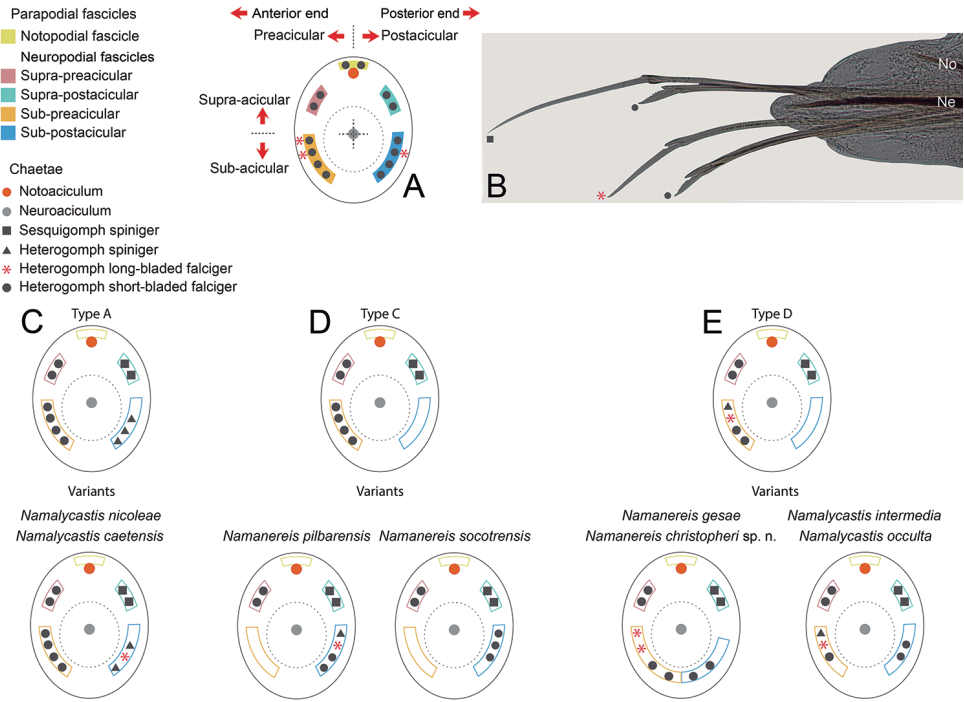 Parapodial fascicles
Notopodial fascicle
Neuropodial fascicles
Supra-preacicular
Supra-postacicular
Sub-preacicular
Sub-postacicular
Chaetae
Notoaciculum
Neuroaciculum
Sesquigomph spiniger
Heterogomph spiniger
Heterogomph long-bladed falciger
Heterogomph short-bladed falciger
Anterior end
Posterior end
Preacicular
Postacicular
Supra-acicular
Sub-acicular
A
No
Ne
B
C
Type A
D
Type C
E
Type D
Variants
Variants
Variants
Namalycastis nicoleae
Namalycastis caetensis
Namanereis pilbarensis
Namanereis socotrensis
Namanereis gesae
Namanereis christopheri sp. n.
Namalycastis intermedia
Namalycastis occulta